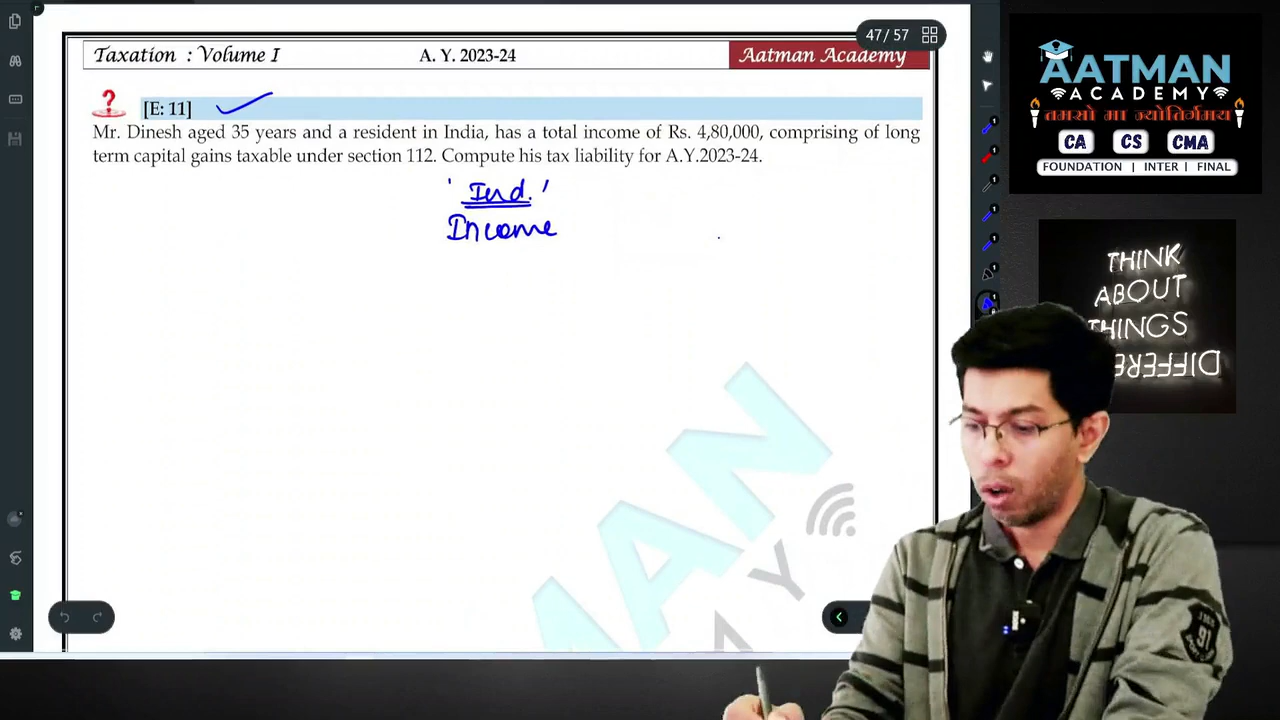 47/57
Taxation : Volume I A. Y. 2023-24 Aatman Academy
?
[E: 11]
Mr. Dinesh aged 35 years and a resident in India, has a total income of Rs. 4,80,000, comprising of long
term capital gains taxable under section 112. Compute his tax liability for A.Y.2023-24.
' Ind. '
Income
MAN
Y
AATMAN
ACADEMY
तमसो मा ज्योतिर्गमय
CA CS CMA
FOUNDATION | INTER | FINAL
THINK
ABOUT
THINGS
91